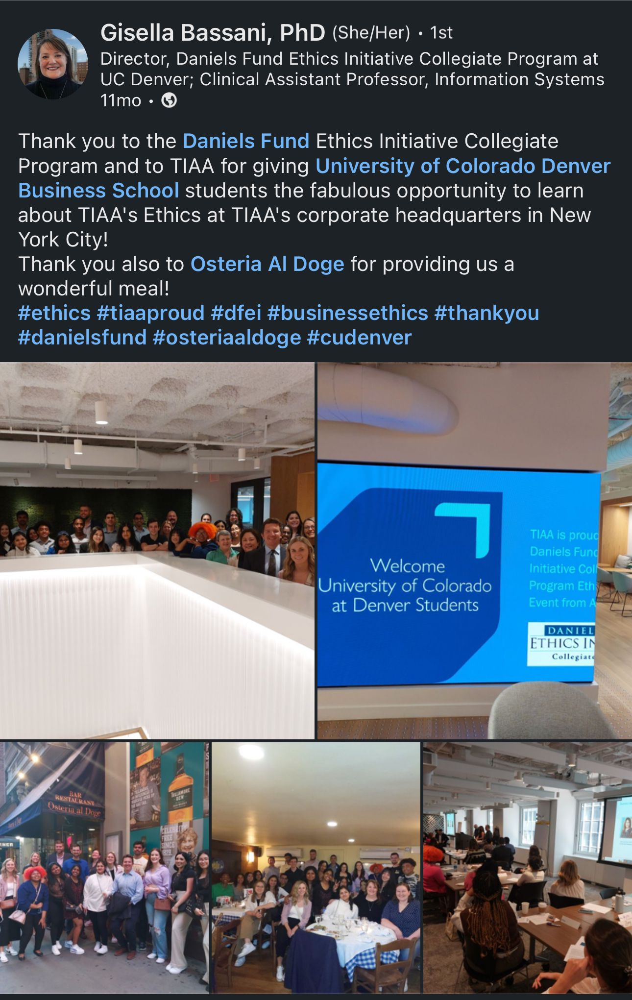 Gisella Bassani, PhD (She/Her) • 1st
Director, Daniels Fund Ethics Initiative Collegiate Program at
UC Denver; Clinical Assistant Professor, Information Systems
11mo •
Thank you to the Daniels Fund Ethics Initiative Collegiate
Program and to TIAA for giving University of Colorado Denver
Business School students the fabulous opportunity to learn
about TIAA's Ethics at TIAA's corporate headquarters in New
York City!
Thank you also to Osteria Al Doge for providing us a
wonderful meal!
#ethics #tiaaproud #dfei #businessethics #thankyou
#danielsfund #osteriaaldoge #cudenver
Welcome
University of Colorado
at Denver Students
TIAA is proud
Daniels Fund
Initiative Col
Program Eth
Event from A
DANIEL
ETHICS IN
Collegiate
BAR
RESTAURANT
Osteria al Doge
TULLAMORE
DEW
CELEBRITY
FREE
SINCE
1829.